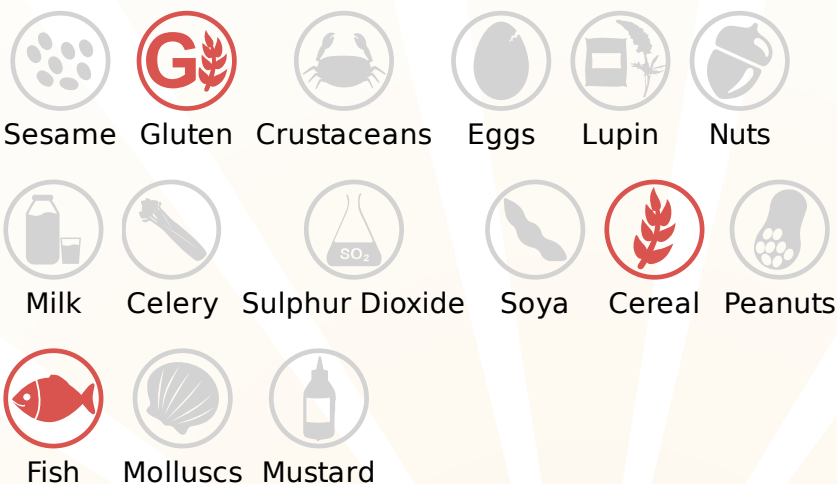 G
Sesame Gluten Crustaceans Eggs Lupin Nuts
SO₂
Milk Celery Sulphur Dioxide Soya Cereal Peanuts
Fish Molluscs Mustard